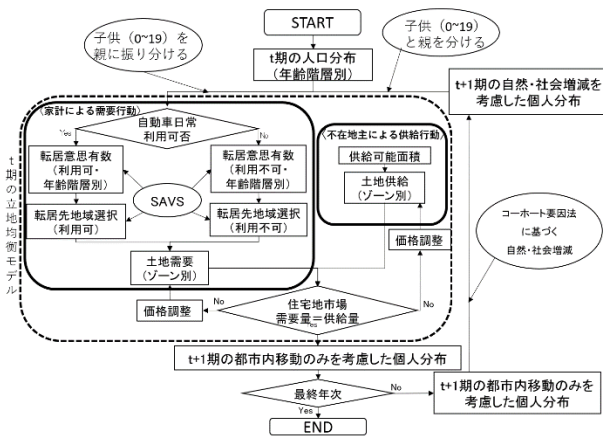 START
子供（0~19）を
親に振り分ける
子供（0~19）
と親を分ける
t期の人口分布
（年齢階層別）
t+1期の自然・社会増減を
考慮した個人分布
t期の立地均衡モデル
（家計による需要行動）
自動車日常
利用可否
Yes
No
転居意思有数
（利用可・
年齢階層別）
転居意思有数
（利用不可・
年齢階層別）
SAVS
転居先地域選択
（利用可）
転居先地域選択
（利用不可）
土地需要
（ゾーン別）
（不在地主による供給行動）
供給可能面積
土地供給
（ゾーン別）
価格調整
価格調整
No
No
住宅地市場
需要量＝供給量
Yes
コーホート要因法
に基づく
自然・社会増減
t+1期の都市内移動のみを考慮した個人分布
最終年次
No
Yes
t+1期の都市内移動のみを
考慮した個人分布
END